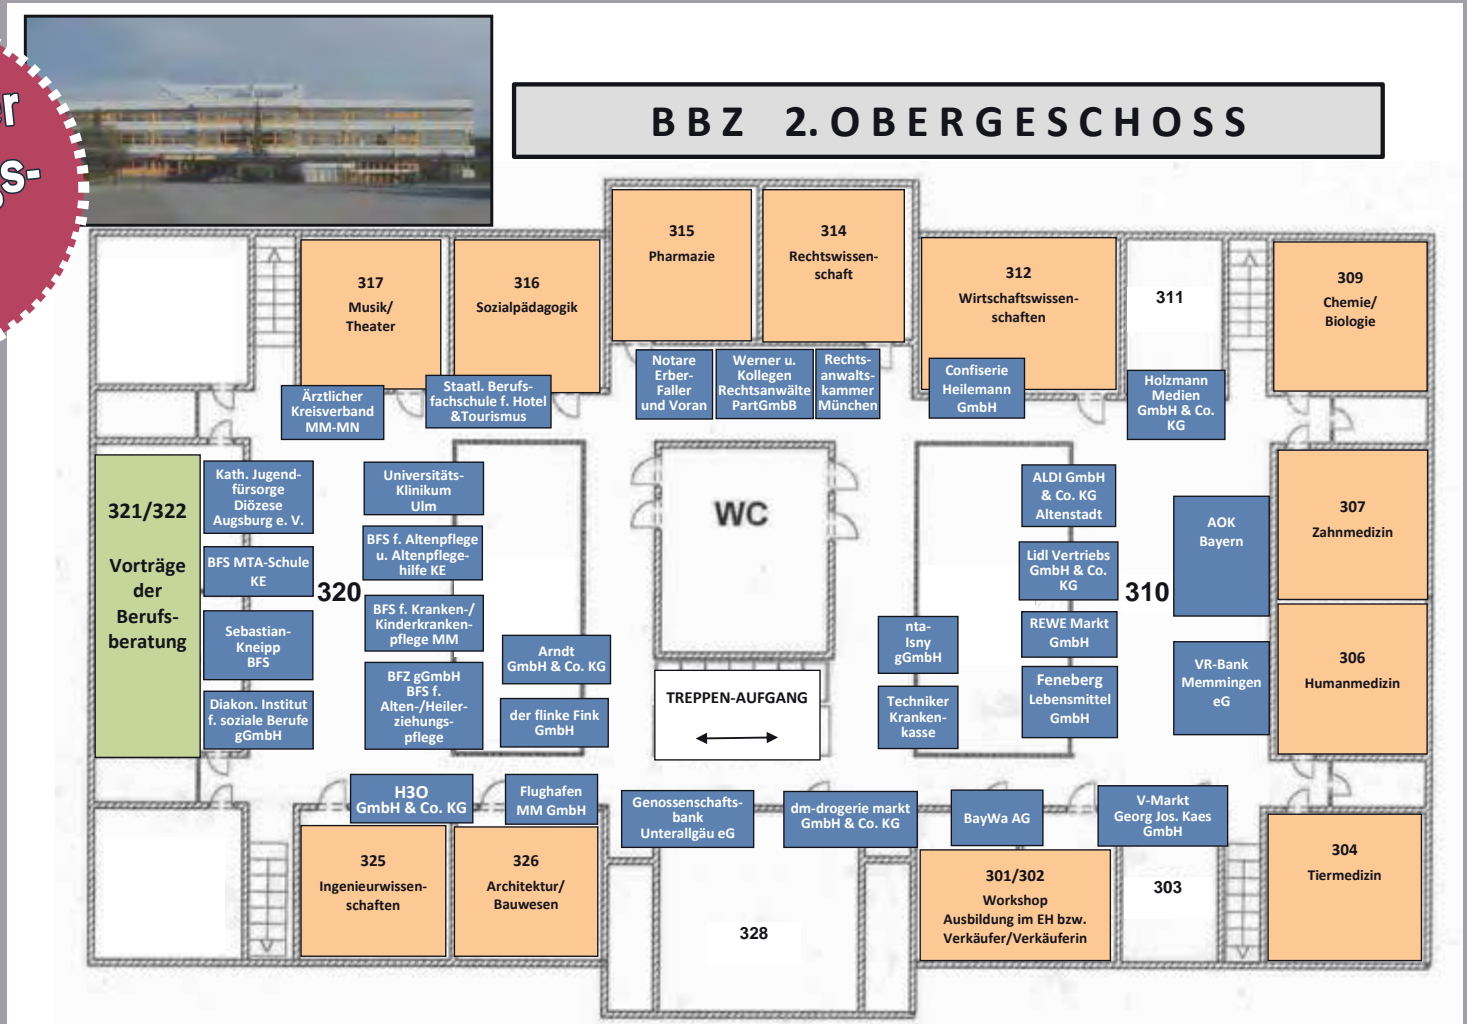 er
s-
BBZ 2. OBERGESCHOSS
315
Pharmazie
314
Rechtswissen-
schaft
317
Musik/
Theater
316
Sozialpädagogik
312
Wirtschaftswissen-
schaften
311
309
Chemie/
Biologie
Ärztlicher
Kreisverband
MM-MN
Staatl. Berufs-
fachschule f. Hotel
&Tourismus
Notare
Erber-
Faller
und Voran
Werner u.
Kollegen
Rechtsanwälte
PartGmbB
Rechts-
anwalts-
kammer
München
Confiserie
Heilemann
GmbH
Holzmann
Medien
GmbH & Co.
KG
321/322
Vorträge
der
Berufs-
beratung
Kath. Jugend-
fürsorge
Diözese
Augsburg e. V.
BFS MTA-Schule
KE
Sebastian-
Kneipp
BFS
Diakon. Institut
f. soziale Berufe
gGmbH
320
Universitäts-
Klinikum
Ulm
BFS f. Altenpflege
u. Altenpflege-
hilfe KE
BFS f. Kranken-/
Kinderkranken-
pflege MM
BFZ gGmbH
BFS f.
Alten-/Heiler-
ziehungs-
pflege
Arndt
GmbH & Co. KG
der flinke Fink
GmbH
WC
TREPPEN-AUFGANG
nta-
Isny
gGmbH
Techniker
Kranken-
kasse
ALDI GmbH
& Co. KG
Altenstadt
Lidl Vertriebs
GmbH & Co.
KG
REWE Markt
GmbH
Feneberg
Lebensmittel
GmbH
310
AOK
Bayern
VR-Bank
Memmingen
eG
307
Zahnmedizin
306
Humanmedizin
H3O
GmbH & Co. KG
Flughafen
MM GmbH
Genossenschafts-
bank
Unterallgäu eG
dm-drogerie markt
GmbH & Co. KG
BayWa AG
V-Markt
Georg Jos. Kaes
GmbH
325
Ingenieurwissen-
schaften
326
Architektur/
Bauwesen
328
301/302
Workshop
Ausbildung im EH bzw.
Verkäufer/Verkäuferin
303
304
Tiermedizin